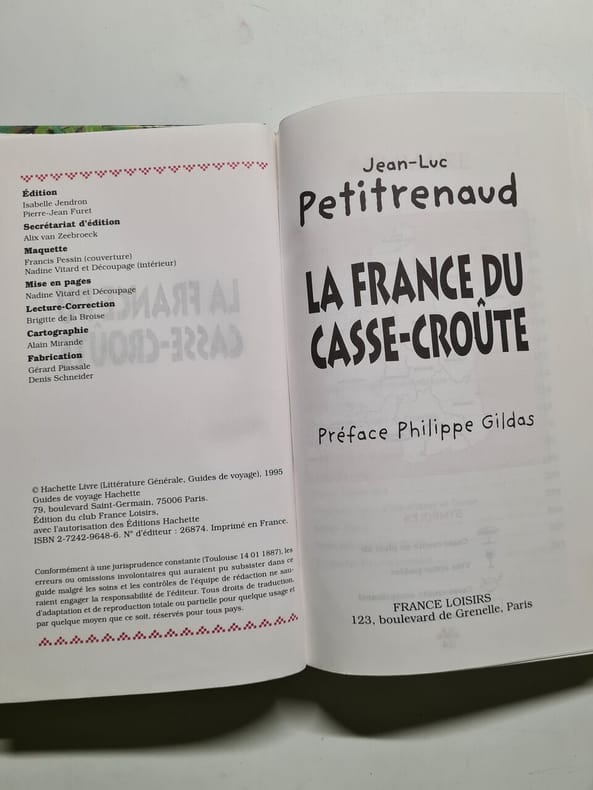 Édition
Isabelle Jendron
Pierre-Jean Furet
Secrétariat d'édition
Alix van Zeebroeck
Maquette
Francis Pessin (couverture)
Nadine Vitard et Découpage (intérieur)
Mise en pages
Nadine Vitard et Découpage
Lecture-Correction
Brigitte de la Broise
Cartographie
Alain Mirande
Fabrication
Gérard Piassale
Denis Schneider
© Hachette Livre (Littérature Générale, Guides de voyage), 1995
Guides de voyage Hachette
79, boulevard Saint-Germain, 75006 Paris.
Édition du club France Loisirs,
avec l'autorisation des Éditions Hachette
ISBN 2-7242-9648-6. N° d'éditeur : 26874. Imprimé en France.
Conformément à une jurisprudence constante (Toulouse 14 01 1887), les
erreurs ou omissions involontaires qui auraient pu subsister dans ce
guide malgré les soins et les contrôles de l'équipe de rédaction ne sau-
raient engager la responsabilité de l'éditeur. Tous droits de traduction,
d'adaptation et de reproduction totale ou partielle pour quelque usage et
par quelque moyen que ce soit, réservés pour tous pays.
Jean-Luc
Petitrenaud
LA FRANCE DU
CASSE-CROÛTE
Préface Philippe Gildas
FRANCE LOISIRS
123, boulevard de Grenelle, Paris